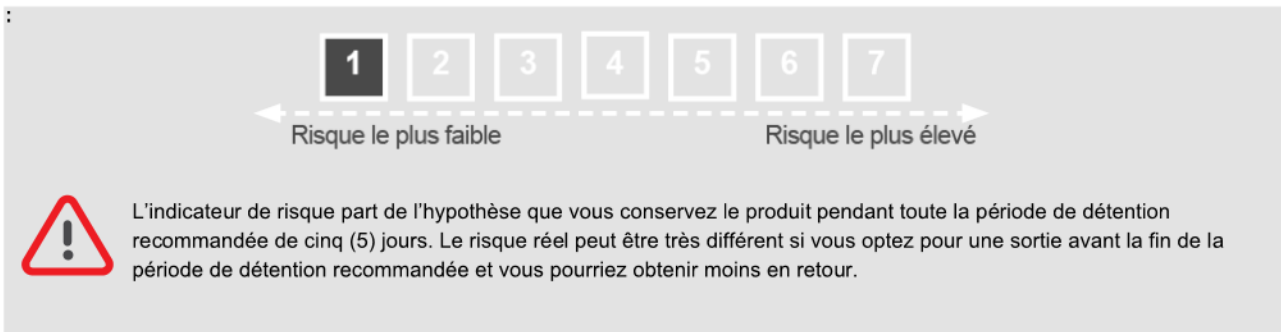 :
1 2 3 4 5 6 7
Risque le plus faible Risque le plus élevé
L'indicateur de risque part de l'hypothèse que vous conservez le produit pendant toute la période de détention
recommandée de cinq (5) jours. Le risque réel peut être très différent si vous optez pour une sortie avant la fin de la
période de détention recommandée et vous pourriez obtenir moins en retour.